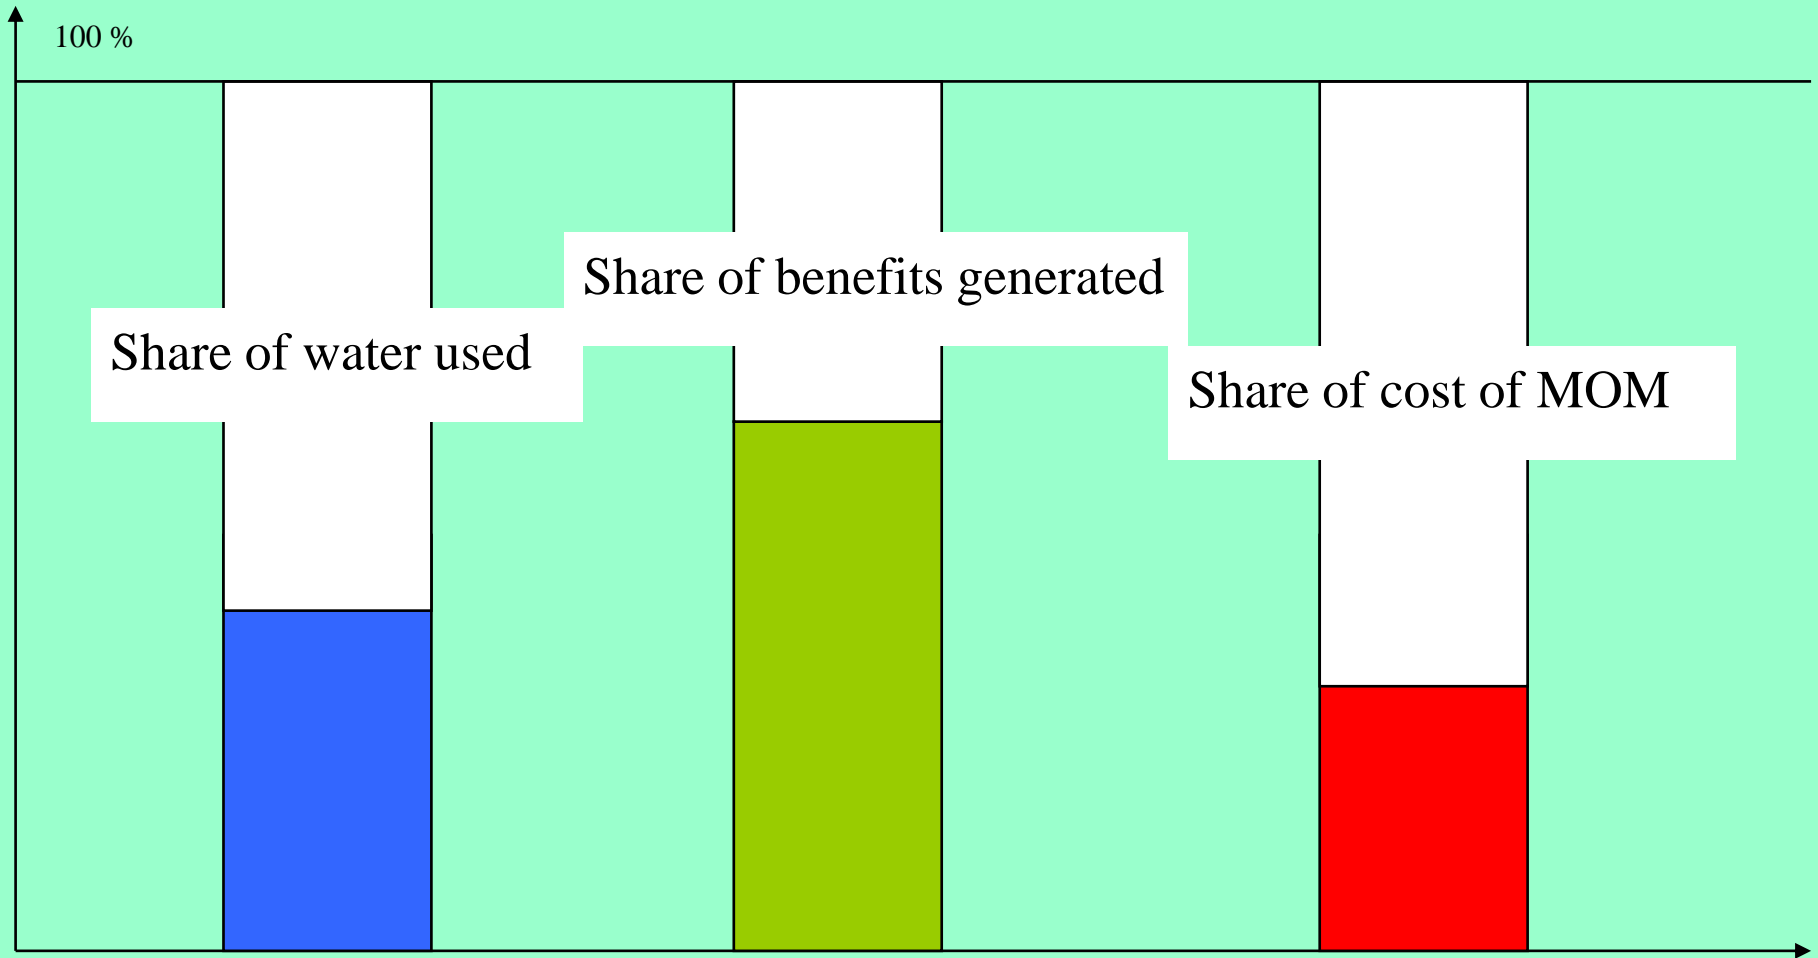 100 %
Share of benefits generated
Share of water used
Share of cost of MOM